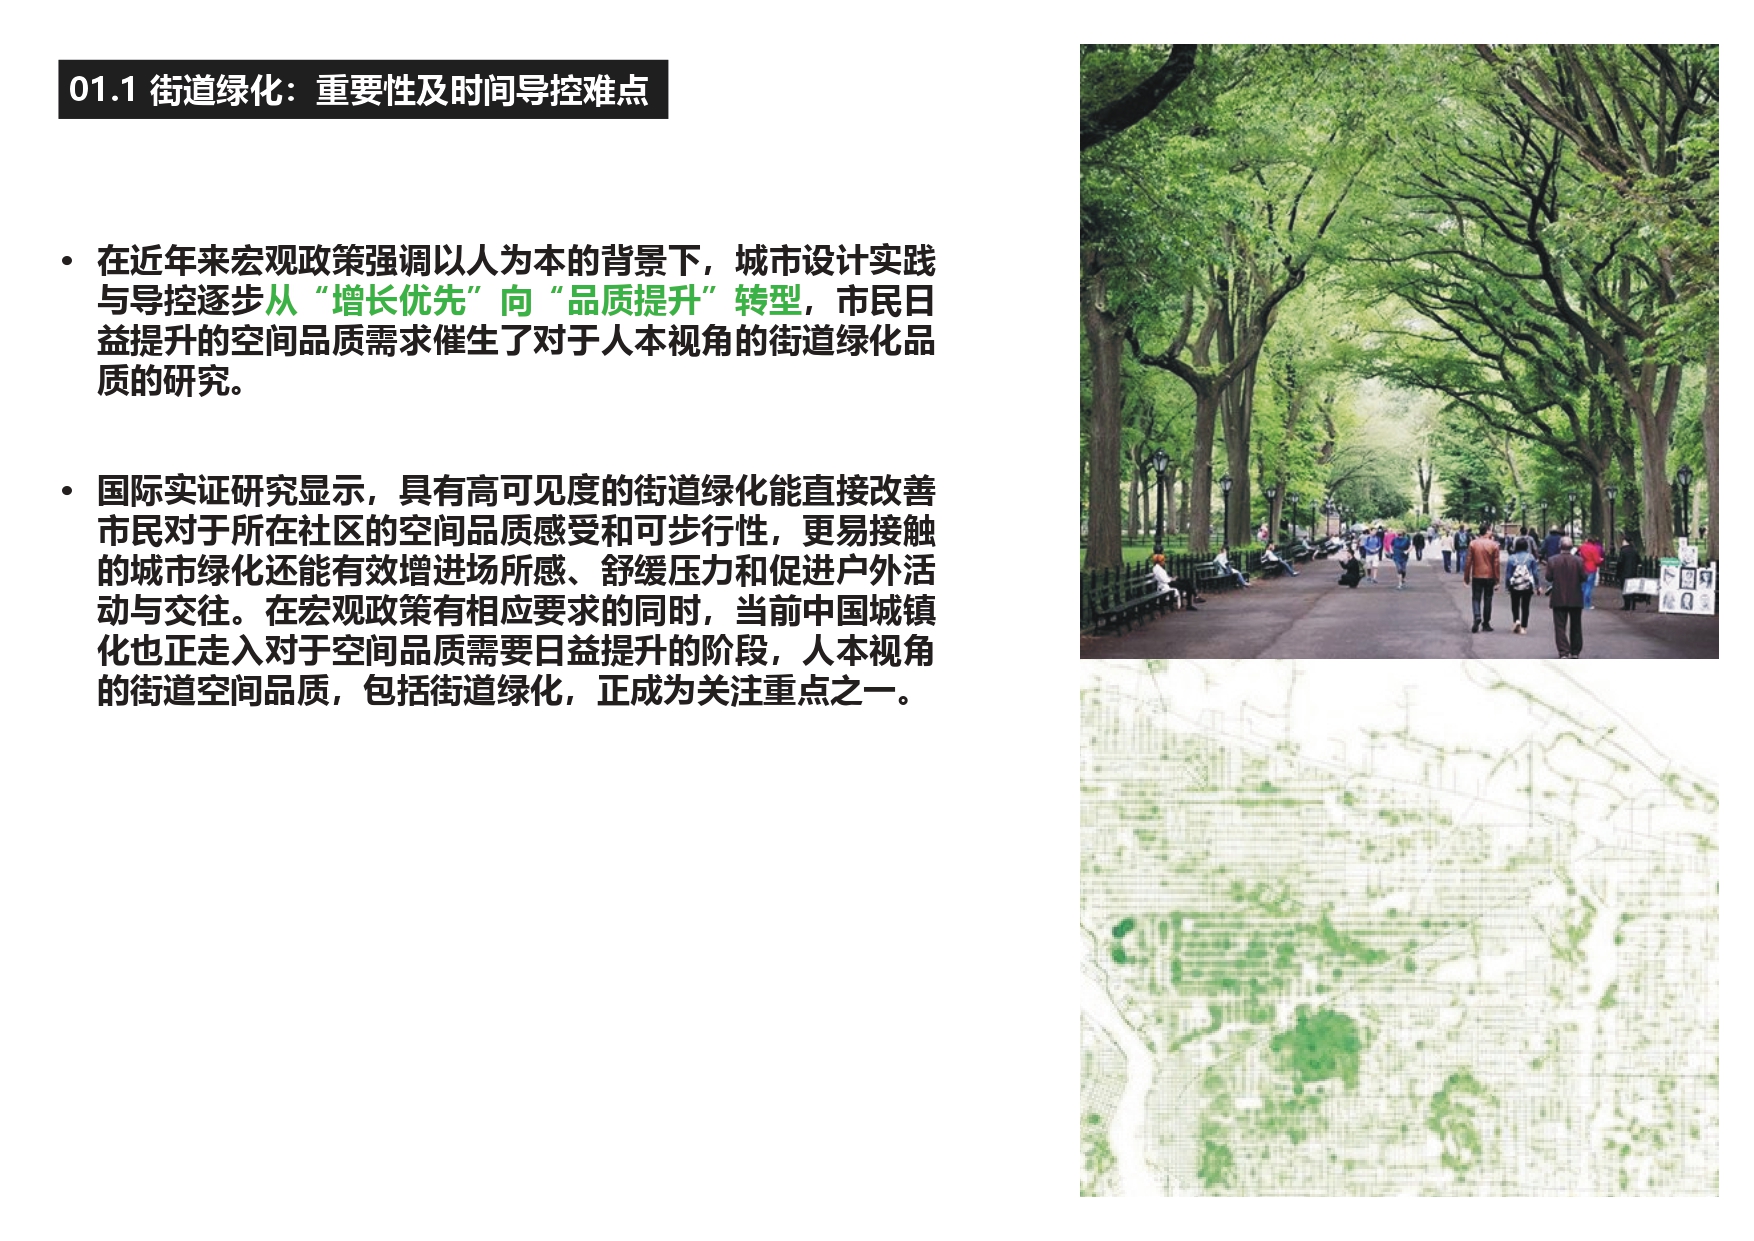 01.1 街道绿化：重要性及时间导控难点
• 在近年来宏观政策强调以人为本的背景下，城市设计实践
与导控逐步从“增长优先”向“品质提升”转型，市民日
益提升的空间品质需求催生了对于人本视角的街道绿化品
质的研究。
• 国际实证研究显示，具有高可见度的街道绿化能直接改善
市民对于所在社区的空间品质感受和可步行性，更易接触
的城市绿化还能有效增进场所感、舒缓压力和促进户外活
动与交往。在宏观政策有相应要求的同时，当前中国城镇
化也正走入对于空间品质需要日益提升的阶段，人本视角
的街道空间品质，包括街道绿化，正成为关注重点之一。